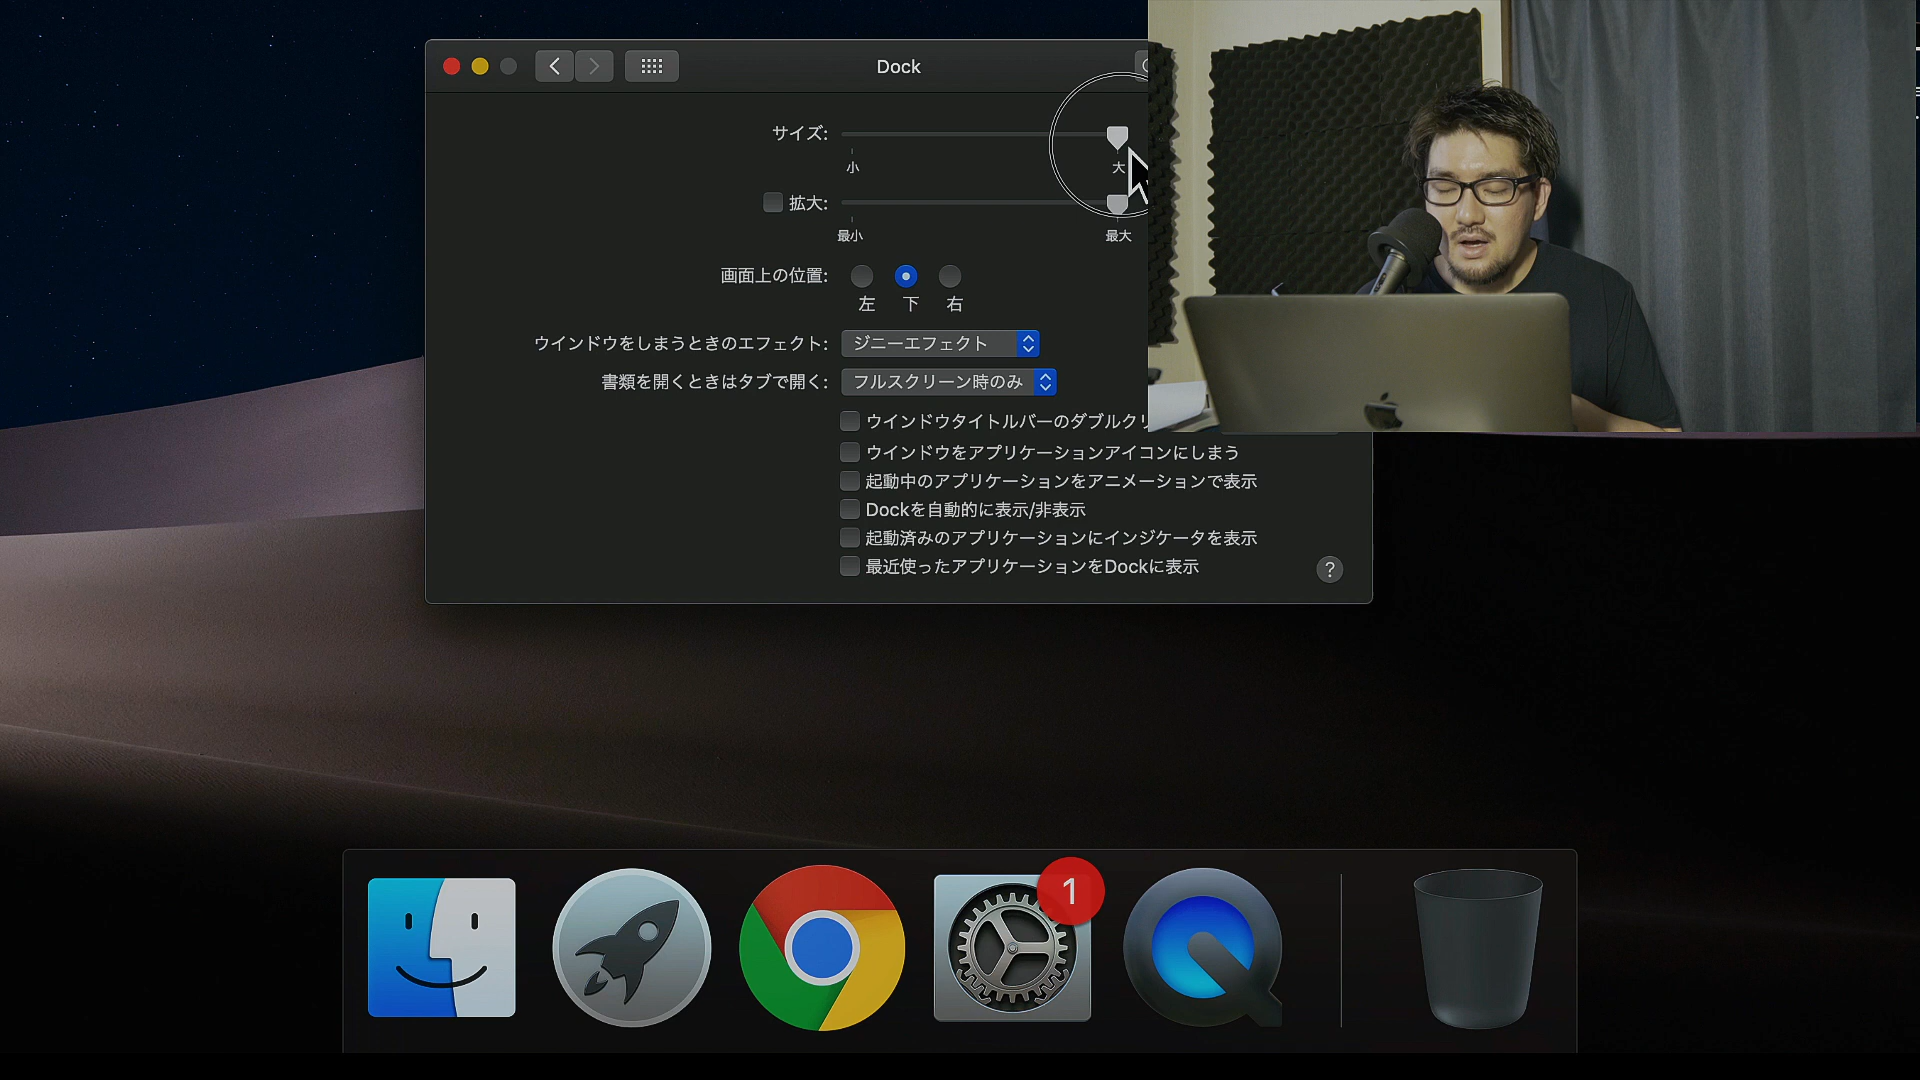 Dock
サイズ:
小
大
拡大:
最小
最大
画面上の位置:
左 下 右
ウインドウをしまうときのエフェクト: ジニーエフェクト
書類を開くときはタブで開く: フルスクリーン時のみ
ウインドウタイトルバーのダブルクリ
ウインドウをアプリケーションアイコンにしまう
起動中のアプリケーションをアニメーションで表示
Dockを自動的に表示/非表示
起動済みのアプリケーションにインジケータを表示
最近使ったアプリケーションをDockに表示
?
1